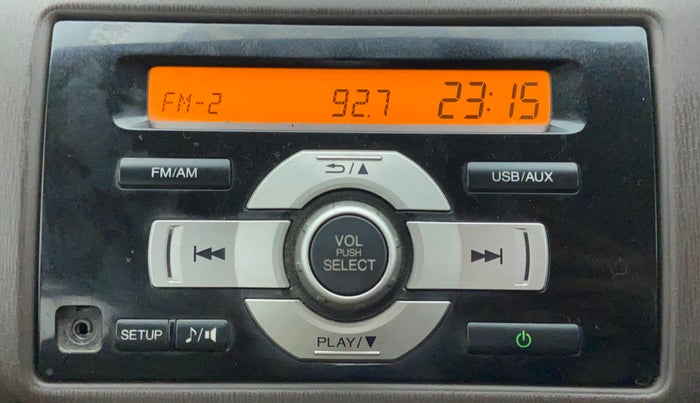 FM-2 92.7 23:15
FM/AM
USB/AUX
VOL
PUSH
SELECT
SETUP
PLAY/▼